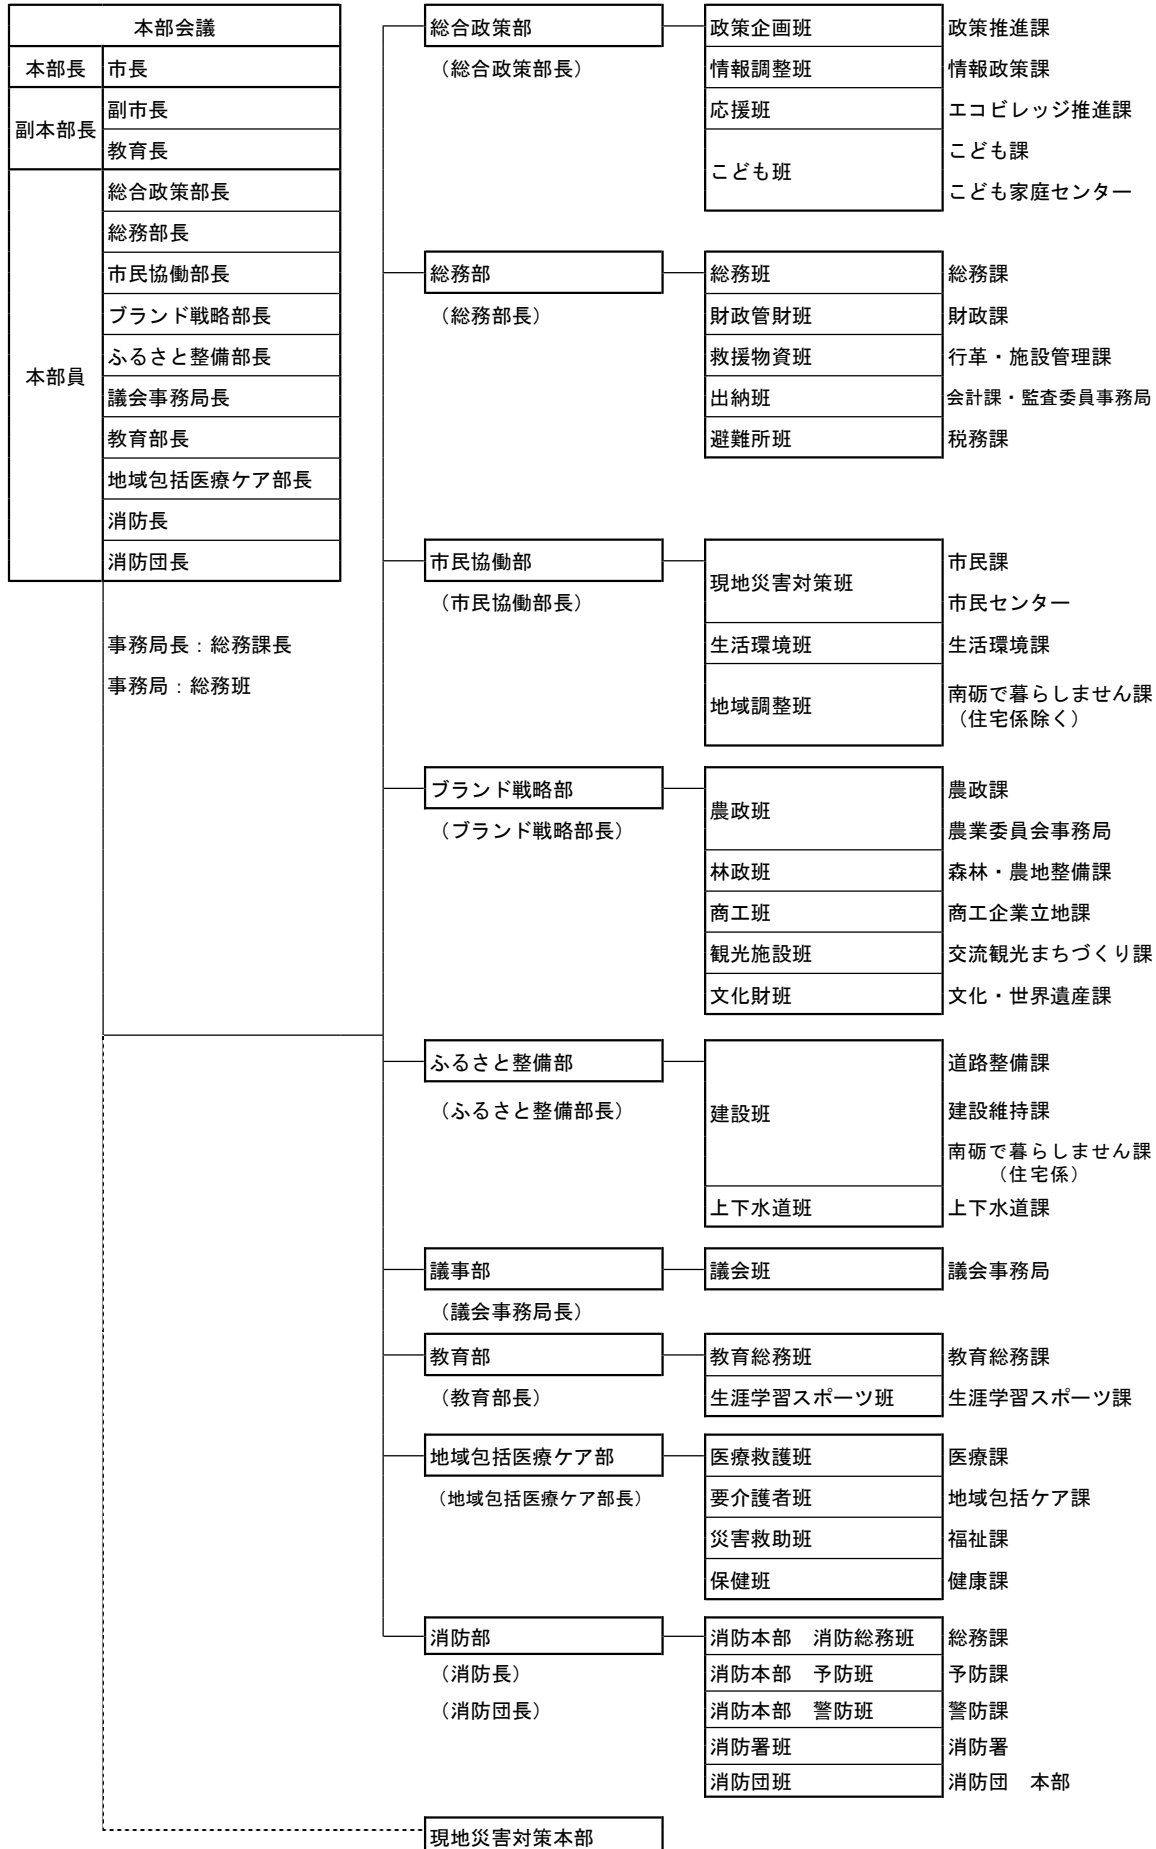 本部会議
本部長 市長
副本部長
副市長
教育長
本部員
総合政策部長
総務部長
市民協働部長
ブランド戦略部長
ふるさと整備部長
議会事務局長
教育部長
地域包括医療ケア部長
消防長
消防団長
事務局長：総務課長
事務局：総務班
総合政策部
（総合政策部長）
政策企画班 政策推進課
情報調整班 情報政策課
応援班 エコビレッジ推進課
こども班
こども課
こども家庭センター
総務部
（総務部長）
総務班 総務課
財政管財班 財政課
救援物資班 行革・施設管理課
出納班 会計課・監査委員事務局
避難所班 税務課
市民協働部
（市民協働部長）
現地災害対策班
市民課
市民センター
生活環境班 生活環境課
地域調整班
南砺で暮らしません課
（住宅係除く）
ブランド戦略部
（ブランド戦略部長）
農政班
農政課
農業委員会事務局
林政班 森林・農地整備課
商工班 商工企業立地課
観光施設班 交流観光まちづくり課
文化財班 文化・世界遺産課
ふるさと整備部
（ふるさと整備部長）
建設班
道路整備課
建設維持課
南砺で暮らしません課
（住宅係）
上下水道班 上下水道課
議事部
（議会事務局長）
議会班 議会事務局
教育部
（教育部長）
教育総務班 教育総務課
生涯学習スポーツ班 生涯学習スポーツ課
地域包括医療ケア部
（地域包括医療ケア部長）
医療救護班 医療課
要介護者班 地域包括ケア課
災害救助班 福祉課
保健班 健康課
消防部
（消防長）
（消防団長）
消防本部　消防総務班 総務課
消防本部　予防班 予防課
消防本部　警防班 警防課
消防署班 消防署
消防団班 消防団　本部
現地災害対策本部